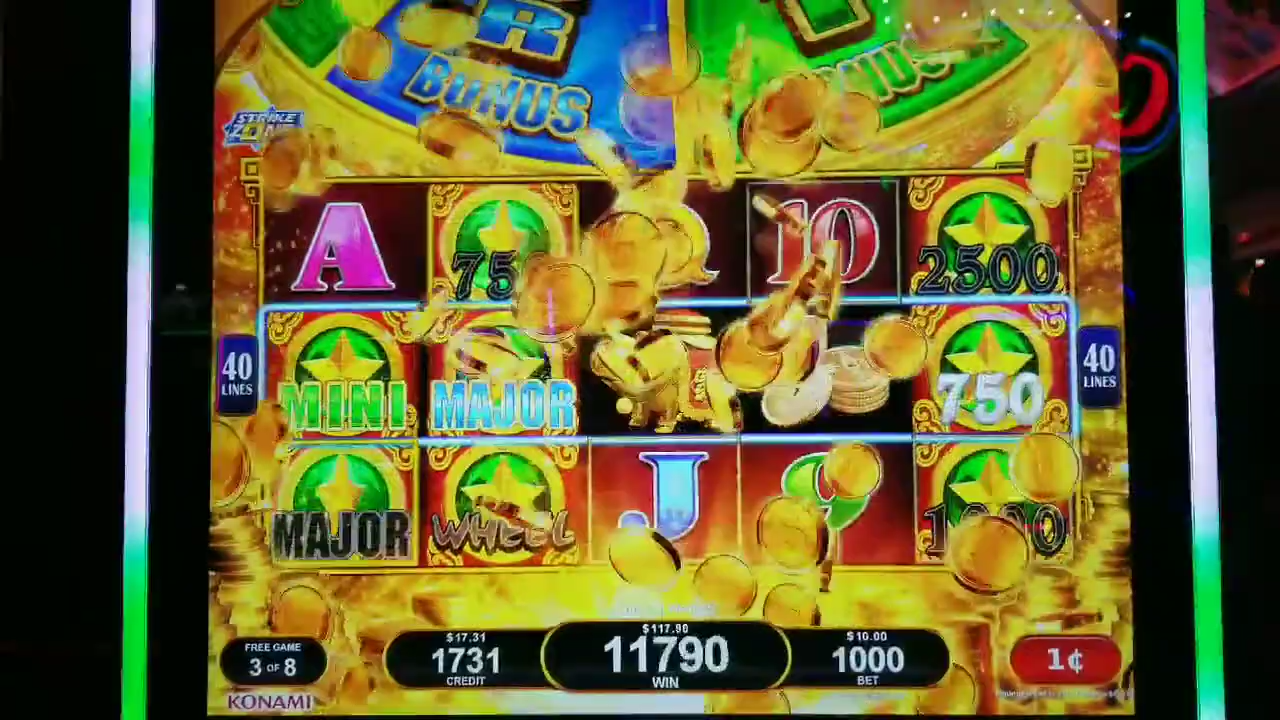 R
BONUS
STRIKE
ZONE
A
10
2500
40
LINES
MINI
MAJOR
750
40
LINES
MAJOR
WHEEL
J
9
FREE GAME
3 OF 8
$17.31
1731
CREDIT
$117.90
11790
WIN
$10.00
1000
BET
1¢
KONAMI